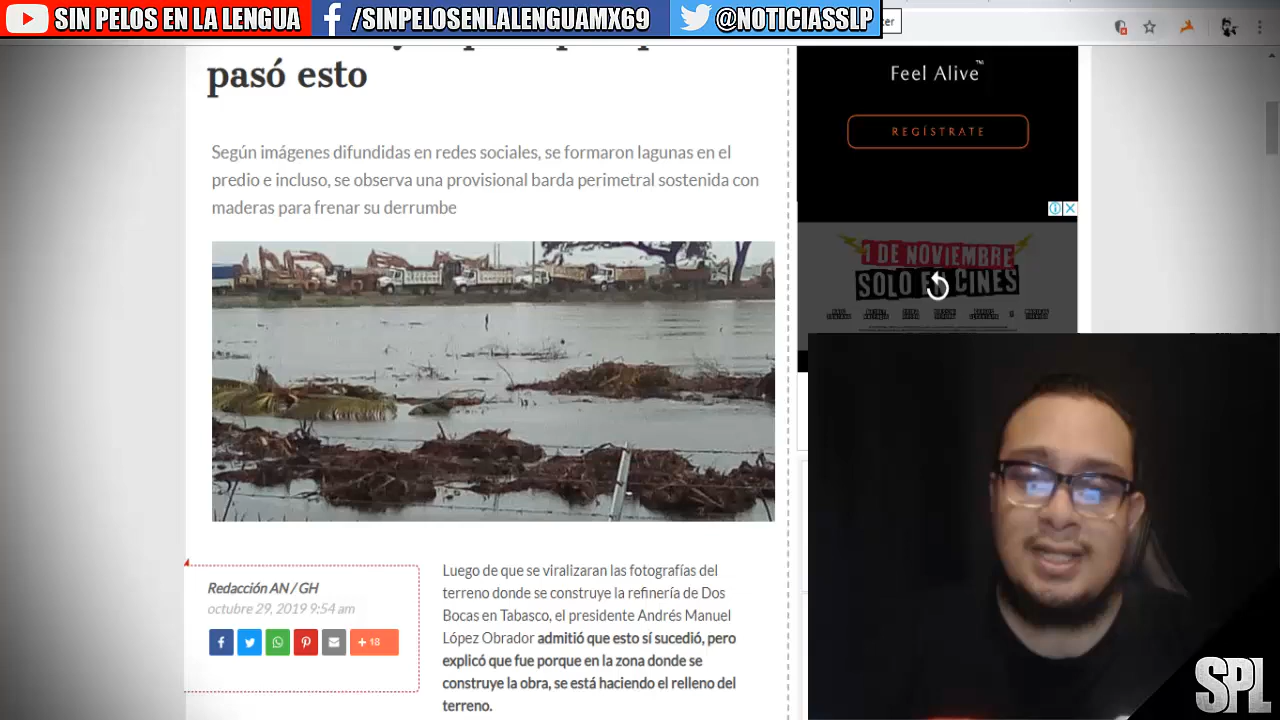 SIN PELOS EN LA LENGUA
f /SINPELOSENLALENGUAMX69
@NOTICIASSLP
pasó esto
Según imágenes difundidas en redes sociales, se formaron lagunas en el
predio e incluso, se observa una provisional barda perimetral sostenida con
maderas para frenar su derrumbe
Feel Alive™
REGÍSTRATE
1 DE NOVIEMBRE
SOLO EN CINES
Redacción AN / GH
octubre 29, 2019 9:54 am
+ 18
Luego de que se viralizaran las fotografías del
terreno donde se construye la refinería de Dos
Bocas en Tabasco, el presidente Andrés Manuel
López Obrador admitió que esto sí sucedió, pero
explicó que fue porque en la zona donde se
construye la obra, se está haciendo el relleno del
terreno.
SPL